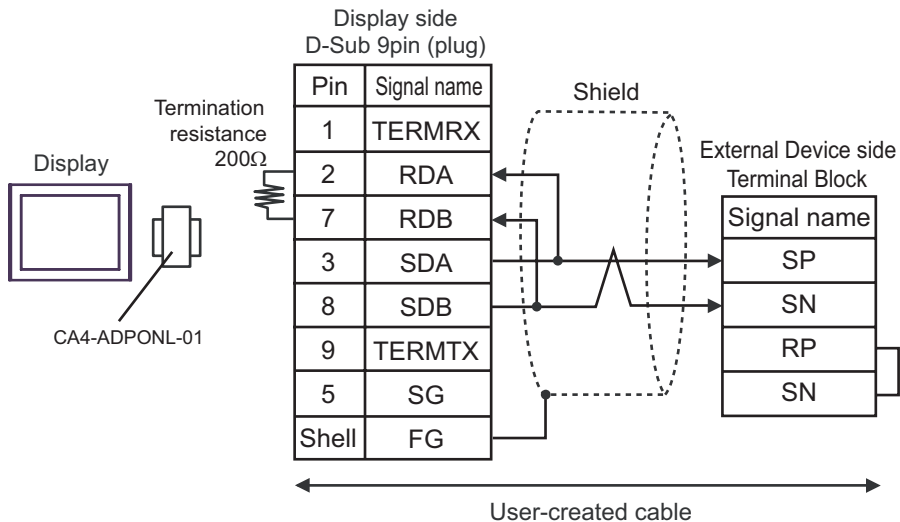 Display side
D-Sub 9pin (plug)
Pin Signal name
1 TERMRX
2 RDA
7 RDB
3 SDA
8 SDB
9 TERMTX
5 SG
Shell FG
Termination
resistance
200Ω
Display
CA4-ADPONL-01
Shield
External Device side
Terminal Block
Signal name
SP
SN
RP
SN
User-created cable